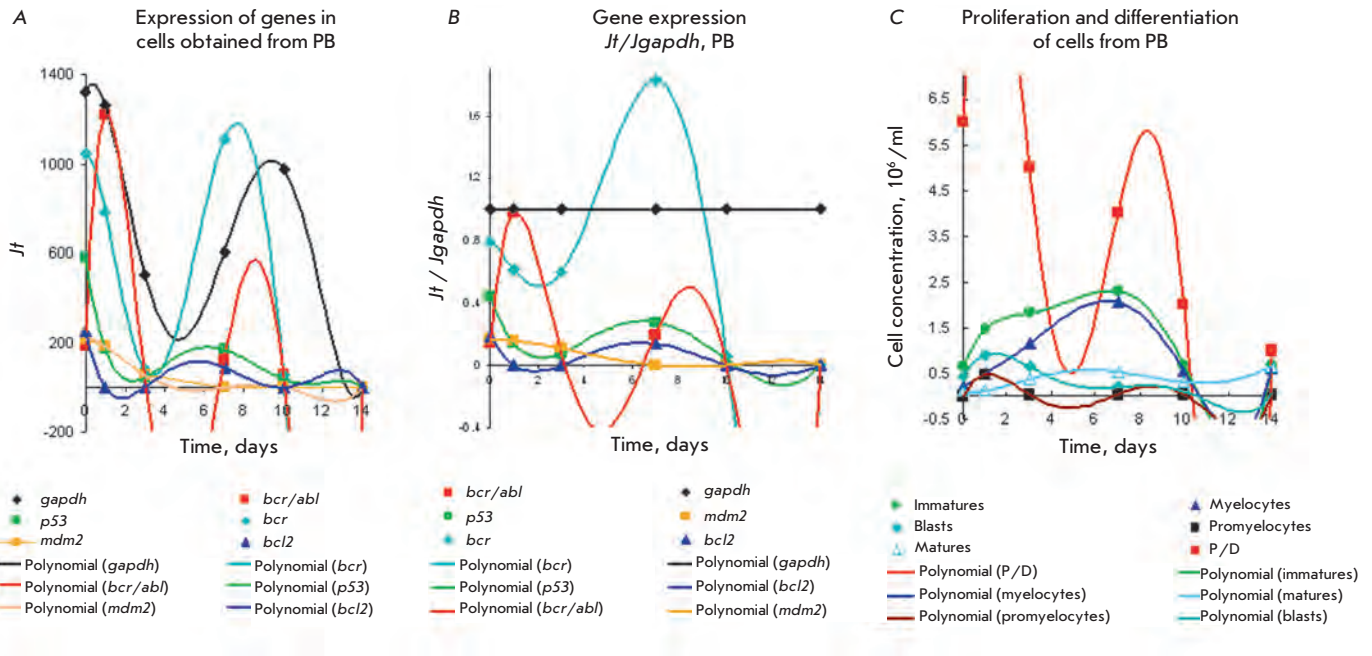 A
Expression of genes in
cells obtained from PB
Jt
1400
1000
600
200
-200
0
2
4
6
8
10
12
14
Time, days
gapdh
p53
mdm2
bcr/abl
bcr
bcl2
Polynomial (gapdh)
Polynomial (bcr/abl)
Polynomial (mdm2)
Polynomial (bcr)
Polynomial (p53)
Polynomial (bcl2)
B
Gene expression
Jt/Jgapdh, PB
Jt / Jgapdh
1.6
1.2
0.8
0.4
0
-0.4
0
2
4
6
8
Time, days
bcr/abl
p53
bcr
gapdh
mdm2
bcl2
Polynomial (bcr)
Polynomial (p53)
Polynomial (bcr/abl)
Polynomial (gapdh)
Polynomial (bcl2)
Polynomial (mdm2)
C
Proliferation and differentiation
of cells from PB
Cell concentration, 10⁶/ml
6.5
5.5
4.5
3.5
2.5
1.5
0.5
-0.5
0
2
4
6
8
10
14
Time, days
Immatures
Blasts
Matures
Myelocytes
Promyelocytes
P/D
Polynomial (P/D)
Polynomial (myelocytes)
Polynomial (promyelocytes)
Polynomial (immatures)
Polynomial (matures)
Polynomial (blasts)